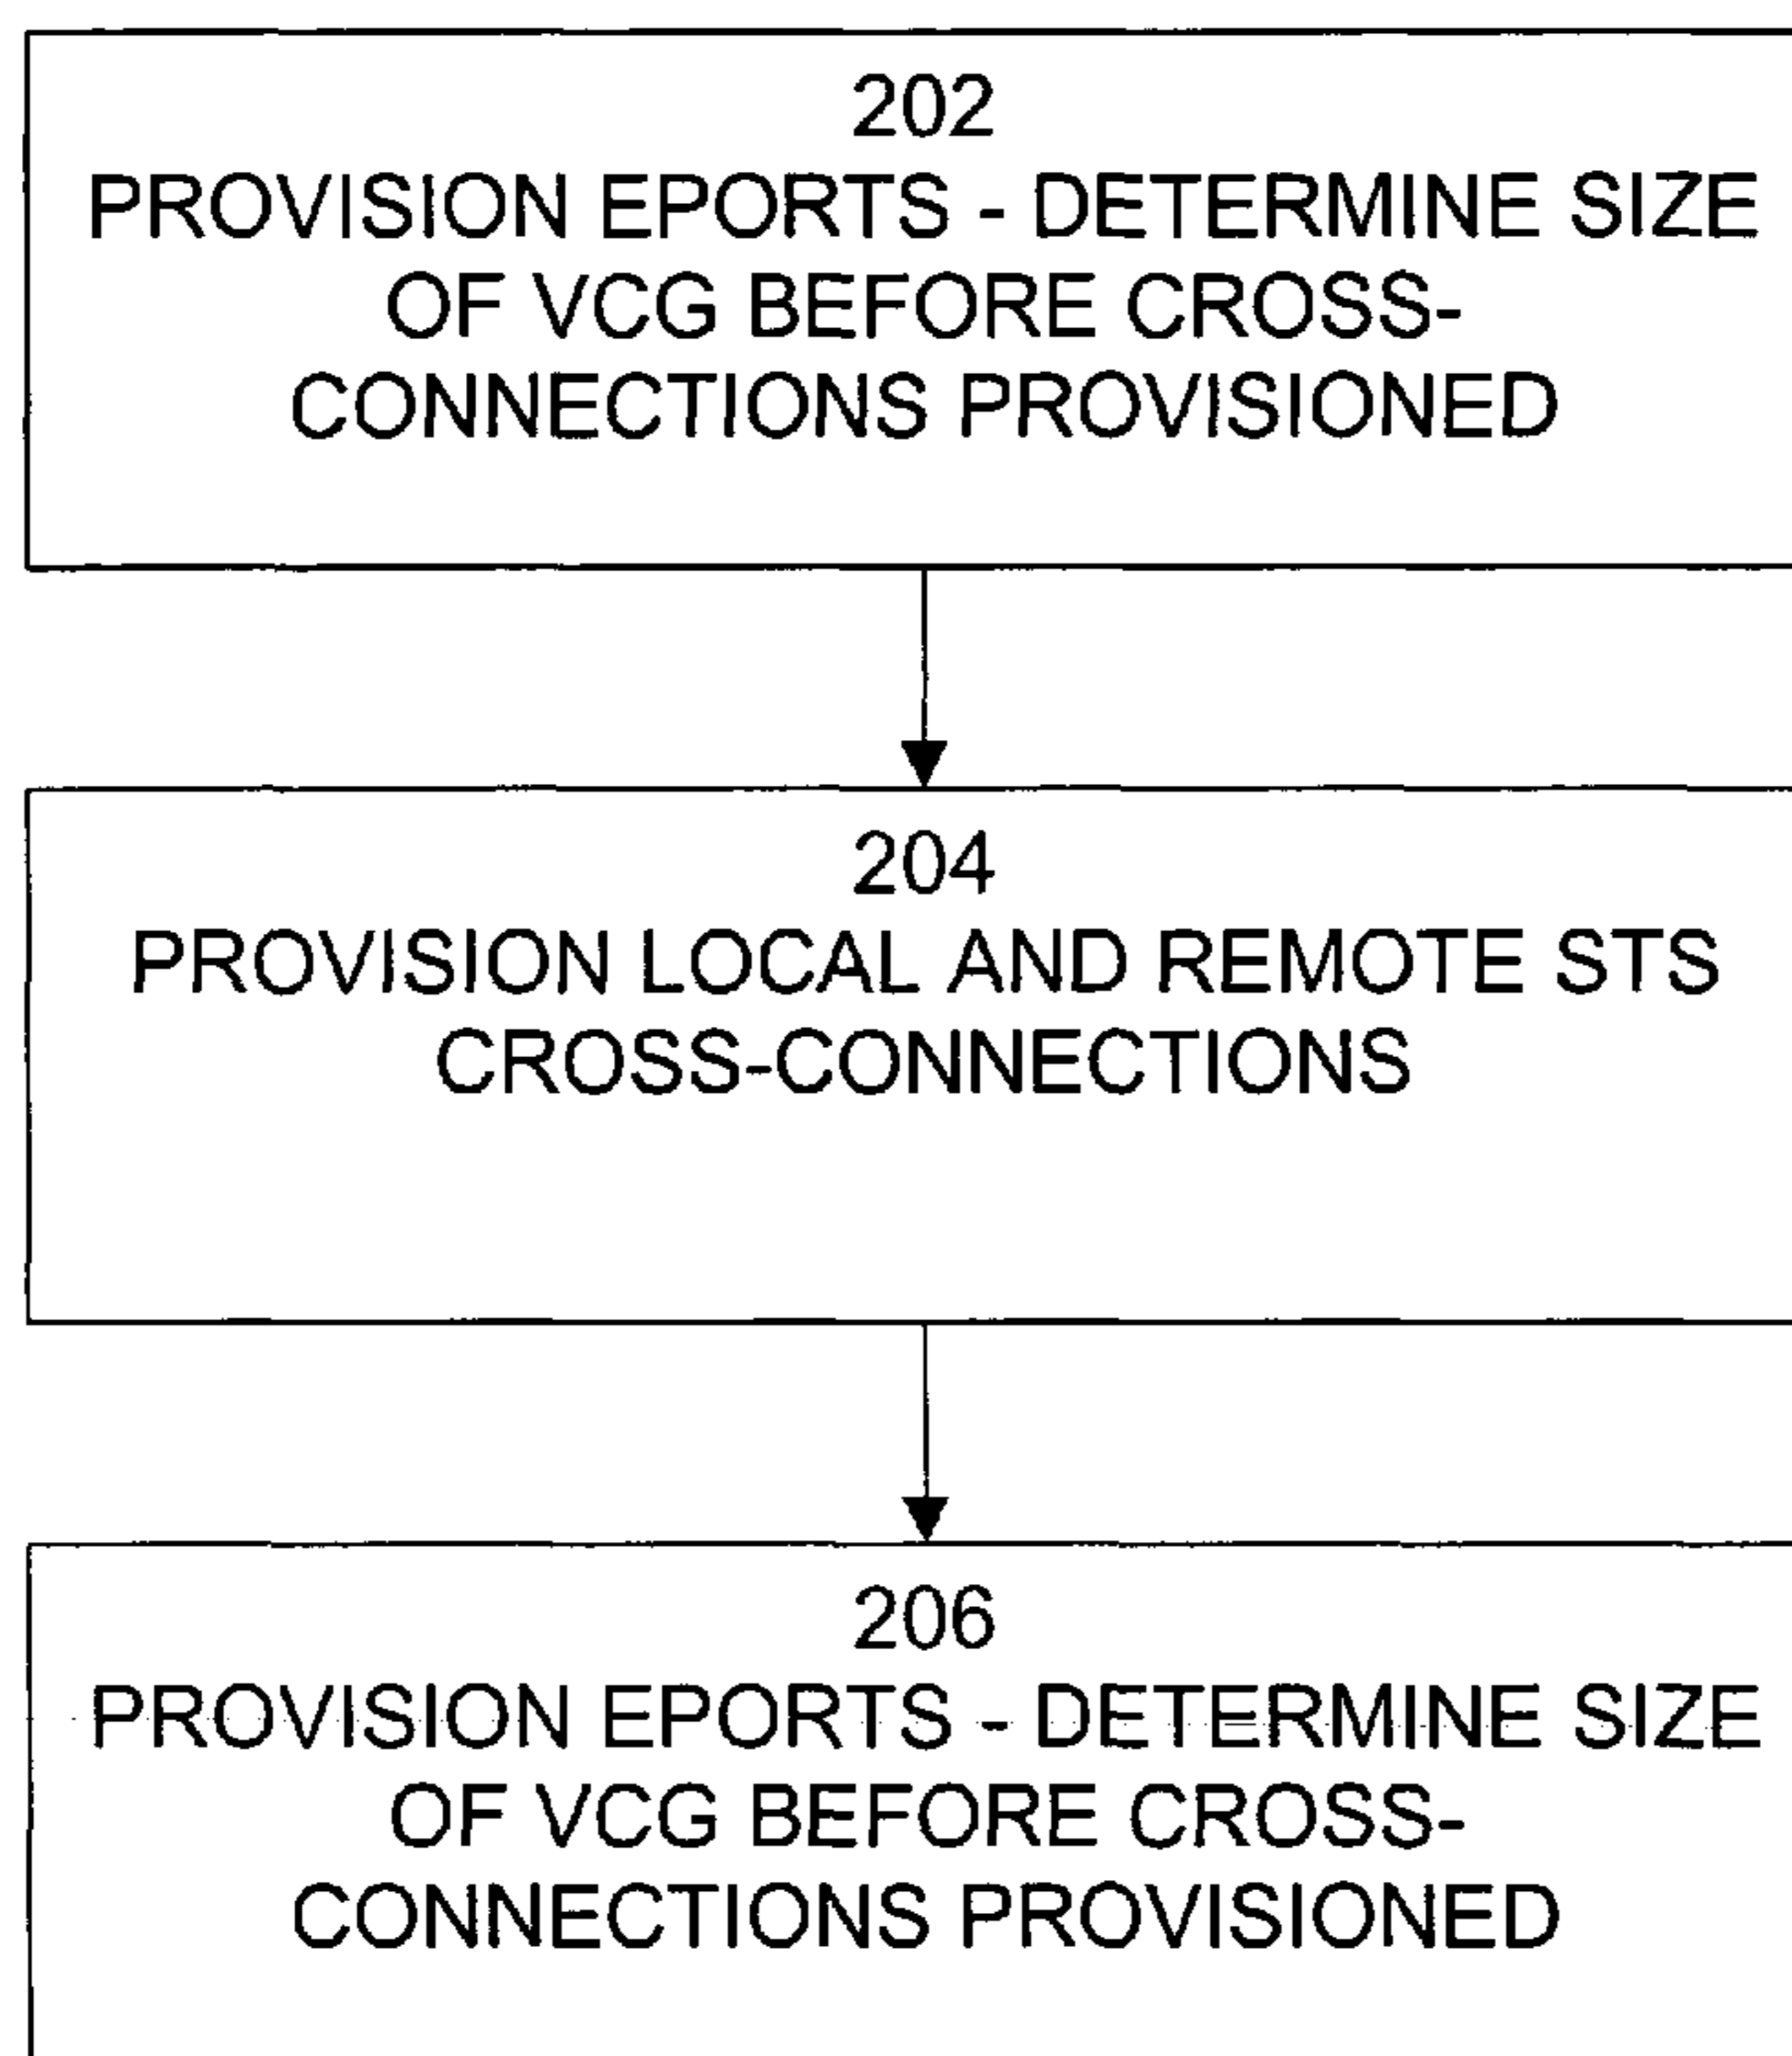 202
PROVISION EPORTS - DETERMINE SIZE
OF VCG BEFORE CROSS-
CONNECTIONS PROVISIONED
204
PROVISION LOCAL AND REMOTE STS
CROSS-CONNECTIONS
206
PROVISION EPORTS - DETERMINE SIZE
OF VCG BEFORE CROSS-
CONNECTIONS PROVISIONED